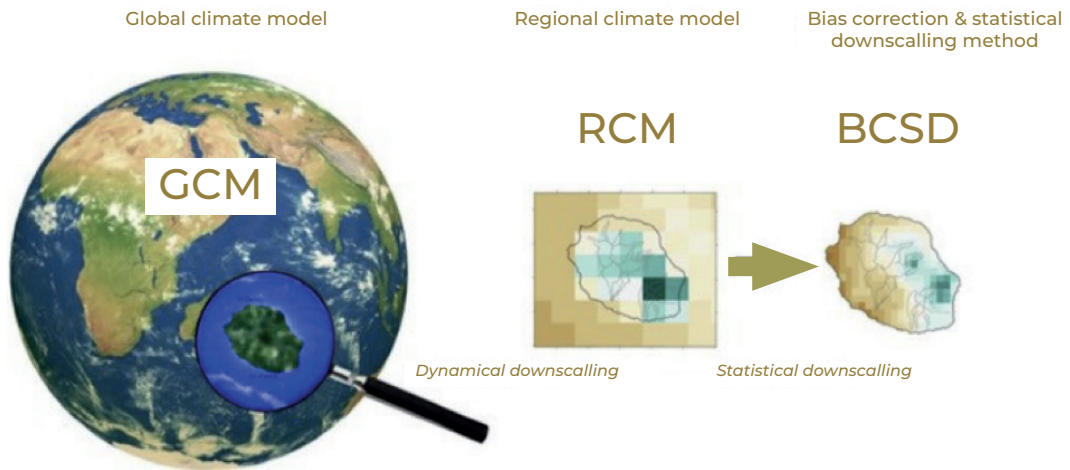 Global climate model
Regional climate model
Bias correction & statistical
downscalling method
GCM
RCM
BCSD
Dynamical downscalling
Statistical downscalling